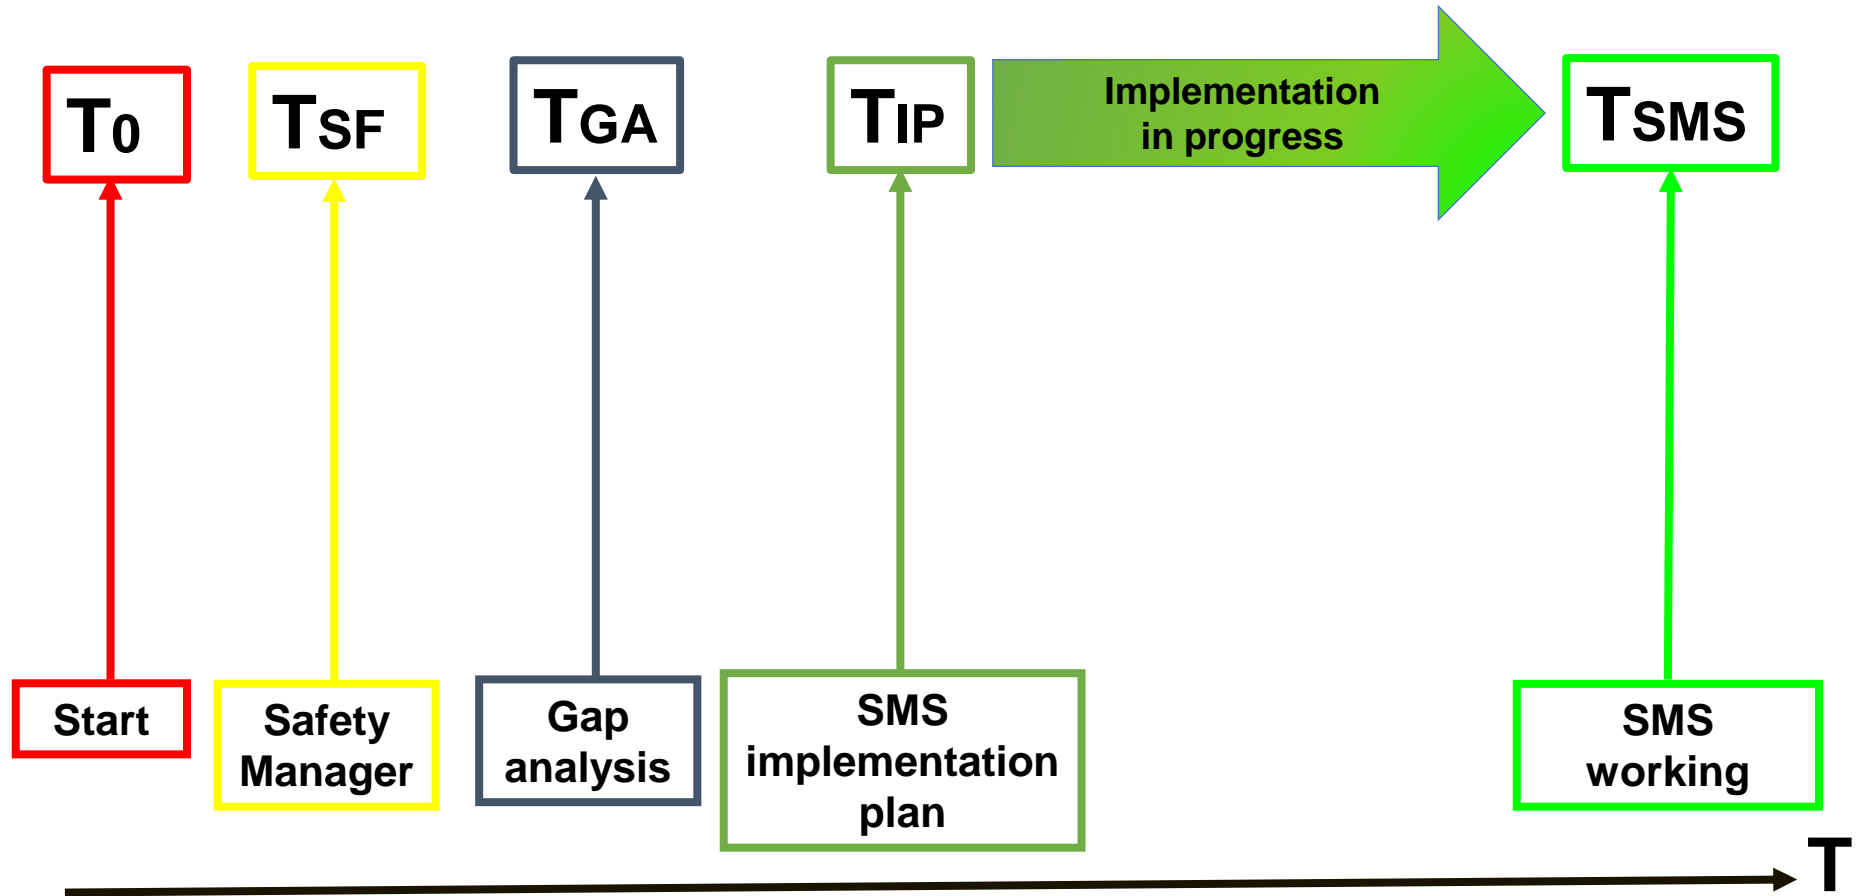 T0
TSF
TGA
TIP
Implementation
in progress
TSMS
Start
Safety
Manager
Gap
analysis
SMS
implementation
plan
SMS
working
T